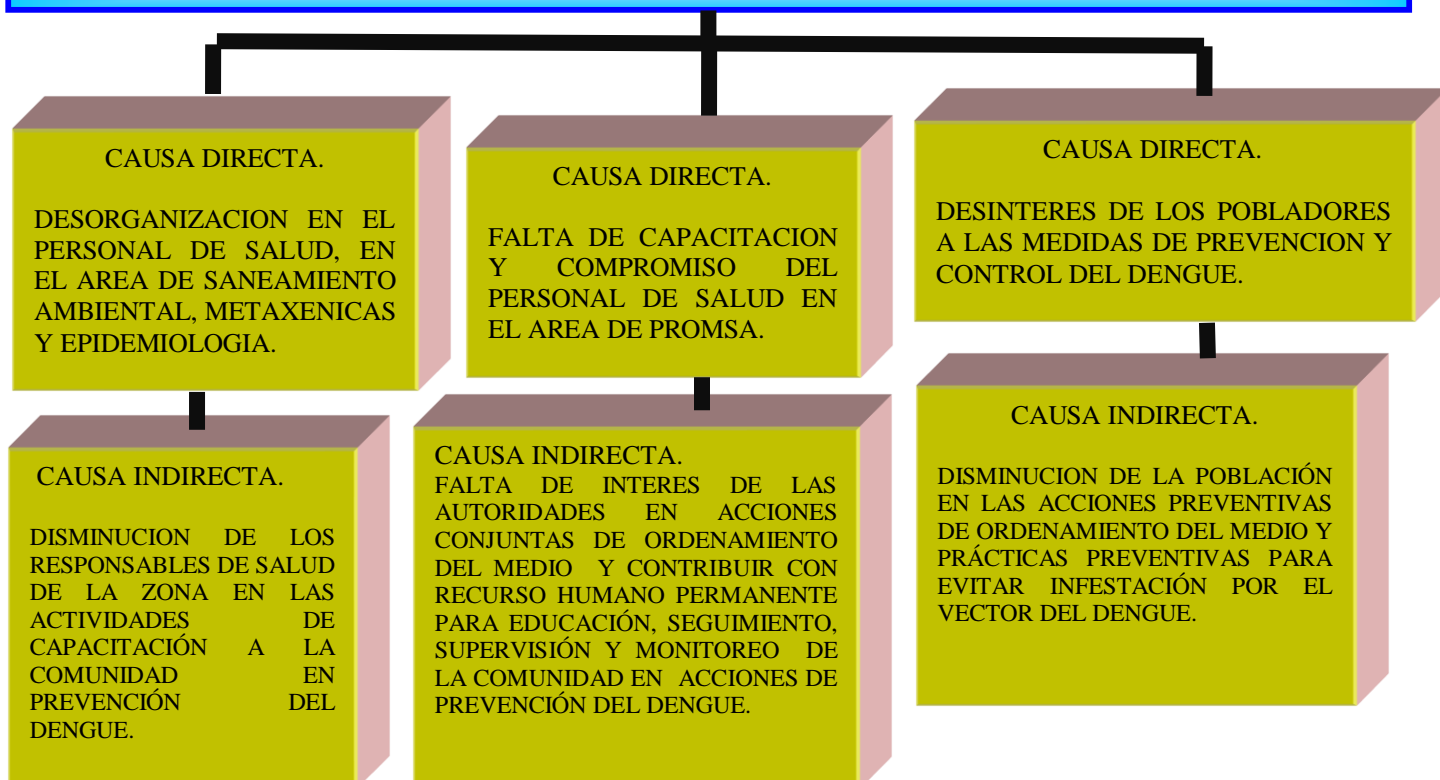 CAUSA DIRECTA.
DESORGANIZACION EN EL
PERSONAL DE SALUD, EN
EL AREA DE SANEAMIENTO
AMBIENTAL, METAXENICAS
Y EPIDEMIOLOGIA.
CAUSA DIRECTA.
FALTA DE CAPACITACION
Y COMPROMISO DEL
PERSONAL DE SALUD EN
EL AREA DE PROMSA.
CAUSA DIRECTA.
DESINTERES DE LOS POBLADORES
A LAS MEDIDAS DE PREVENCION Y
CONTROL DEL DENGUE.
CAUSA INDIRECTA.
DISMINUCION DE LOS
RESPONSABLES DE SALUD
DE LA ZONA EN LAS
ACTIVIDADES DE
CAPACITACIÓN A LA
COMUNIDAD EN
PREVENCIÓN DEL
DENGUE.
CAUSA INDIRECTA.
FALTA DE INTERES DE LAS
AUTORIDADES EN ACCIONES
CONJUNTAS DE ORDENAMIENTO
DEL MEDIO Y CONTRIBUIR CON
RECURSO HUMANO PERMANENTE
PARA EDUCACIÓN, SEGUIMIENTO,
SUPERVISIÓN Y MONITOREO DE
LA COMUNIDAD EN ACCIONES DE
PREVENCIÓN DEL DENGUE.
CAUSA INDIRECTA.
DISMINUCION DE LA POBLACIÓN
EN LAS ACCIONES PREVENTIVAS
DE ORDENAMIENTO DEL MEDIO Y
PRÁCTICAS PREVENTIVAS PARA
EVITAR INFESTACIÓN POR EL
VECTOR DEL DENGUE.